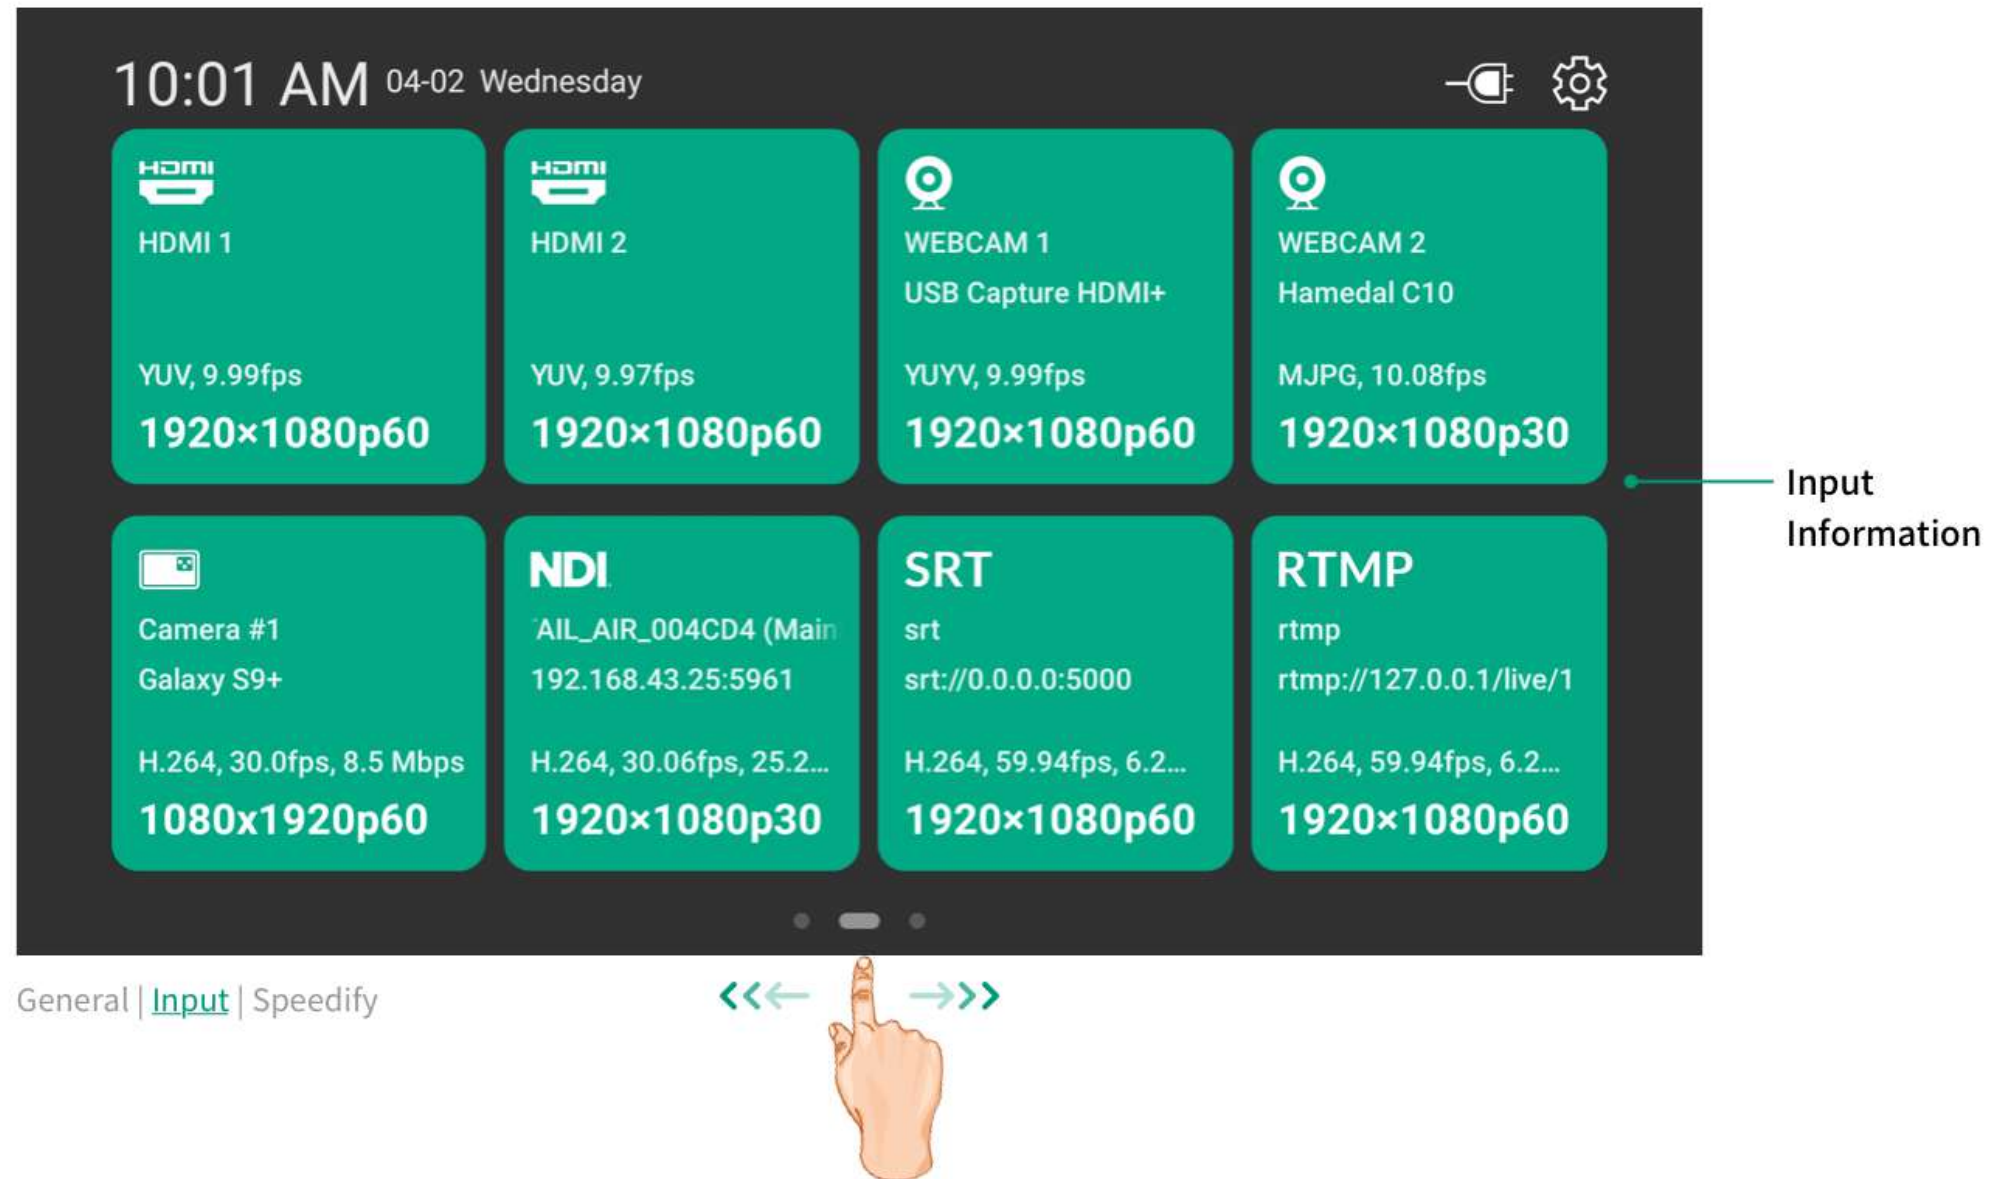 10:01 AM 04-02 Wednesday
HDMI
HDMI 1
YUV, 9.99fps
1920×1080p60
HDMI
HDMI 2
YUV, 9.97fps
1920×1080p60
WEBCAM 1
USB Capture HDMI+
YUYV, 9.99fps
1920×1080p60
WEBCAM 2
Hamedal C10
MJPG, 10.08fps
1920×1080p30
Camera #1
Galaxy S9+
H.264, 30.0fps, 8.5 Mbps
1080x1920p60
NDI
AIL_AIR_004CD4 (Main
192.168.43.25:5961
H.264, 30.06fps, 25.2...
1920×1080p30
SRT
srt
srt://0.0.0.0:5000
H.264, 59.94fps, 6.2...
1920×1080p60
RTMP
rtmp
rtmp://127.0.0.1/live/1
H.264, 59.94fps, 6.2...
1920×1080p60
Input
Information
General | Input | Speedify